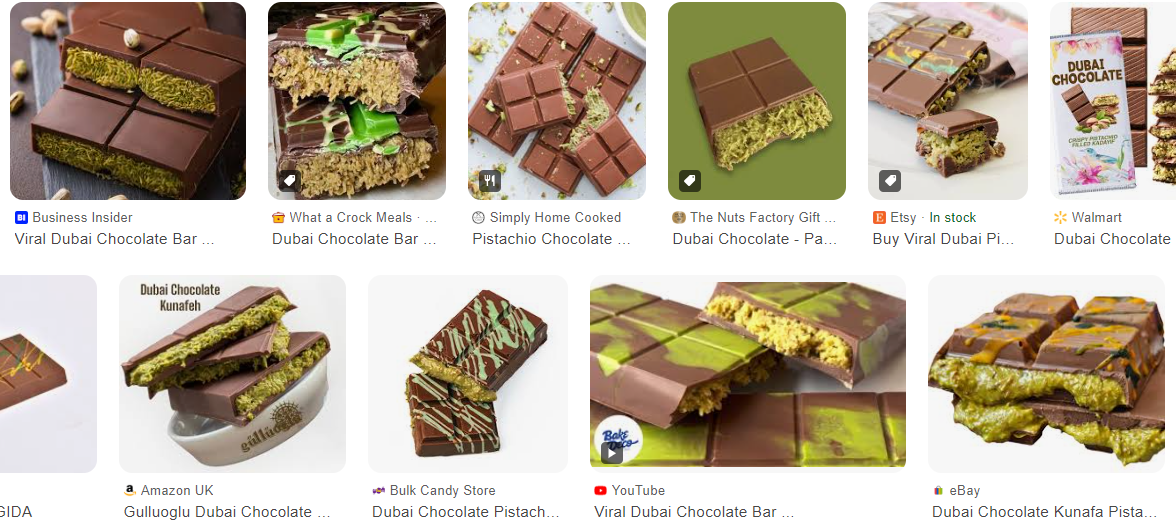 DUBAI
CHOCOLATE
CRISPY PISTACHIO
FILLED KADAYIF
BI Business Insider
Viral Dubai Chocolate Bar ...
What a Crock Meals · ...
Dubai Chocolate Bar ...
Simply Home Cooked
Pistachio Chocolate ...
The Nuts Factory Gift ...
Dubai Chocolate - Pa...
E Etsy · In stock
Buy Viral Dubai Pi...
Walmart
Dubai Chocolate
Dubai Chocolate
Kunafeh
güllüoğlu
Bake
Deco
GIDA
a Amazon UK
Gulluoglu Dubai Chocolate ...
Bulk Candy Store
Dubai Chocolate Pistach...
YouTube
Viral Dubai Chocolate Bar ...
eBay
Dubai Chocolate Kunafa Pista...